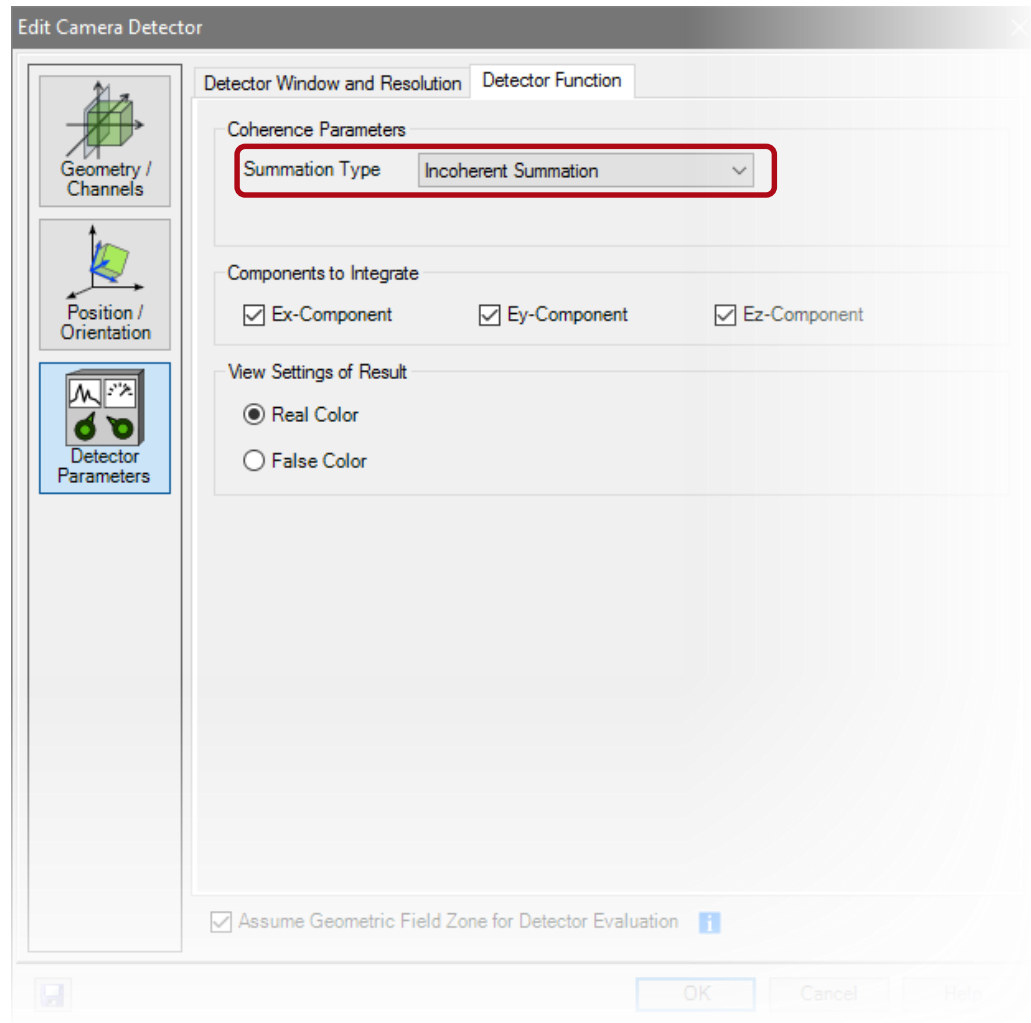 Edit Camera Detector
Geometry /
Channels
Position /
Orientation
Detector
Parameters
Detector Window and Resolution
Detector Function
Coherence Parameters
Summation Type
Incoherent Summation
Components to Integrate
Ex-Component
Ey-Component
Ez-Component
View Settings of Result
Real Color
False Color
Assume Geometric Field Zone for Detector Evaluation
OK
Cancel
Help